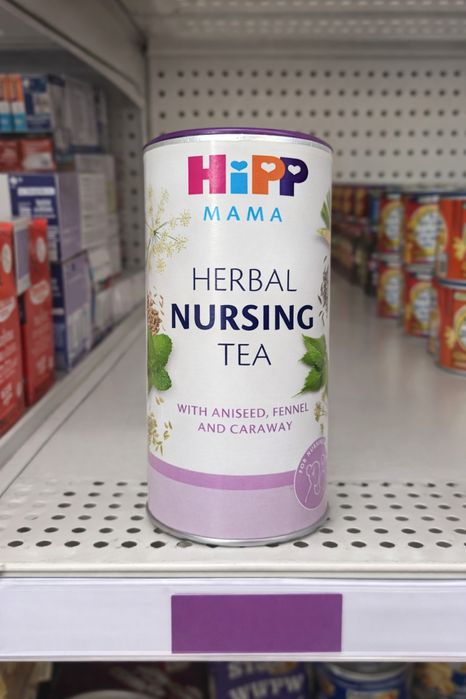 HiPP
MAMA
HERBAL
NURSING
TEA
WITH ANISEED, FENNEL
AND CARAWAY